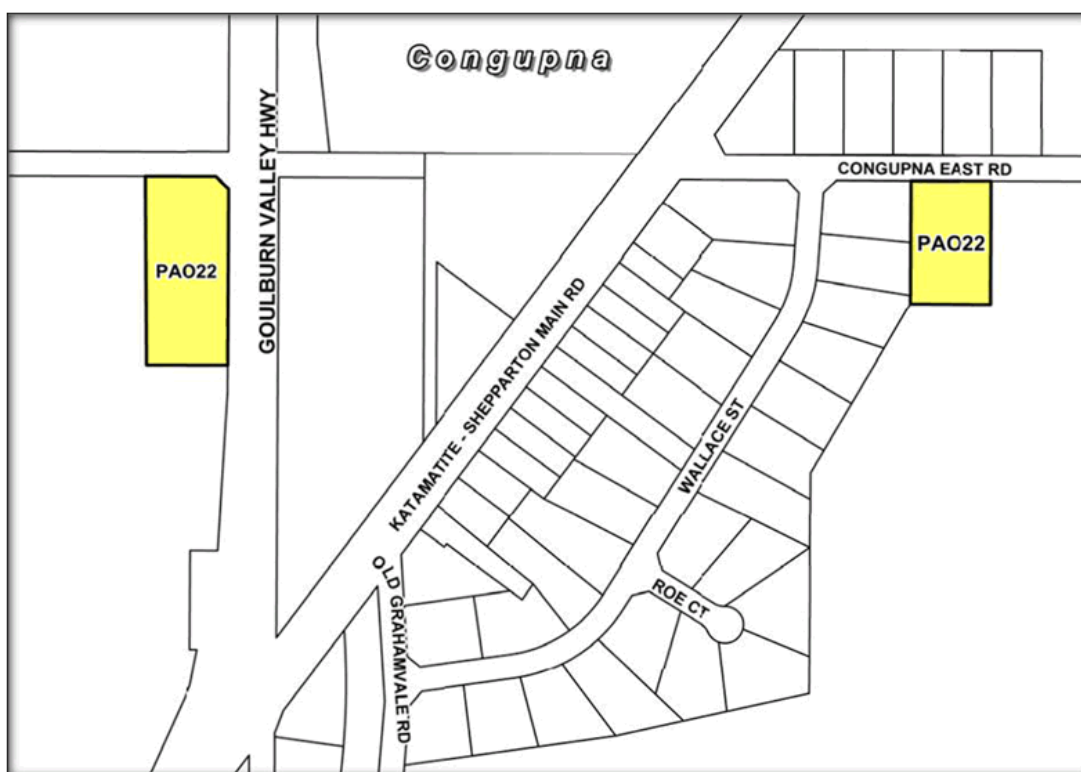 Congupna
GOULBURN VALLEY HWY
CONGUPNA EAST RD
PAO22
PAO22
KATAMATITE - SHEPPARTON MAIN RD
WALLACE ST
ROE CT
OLD GRAHAMVALE RD